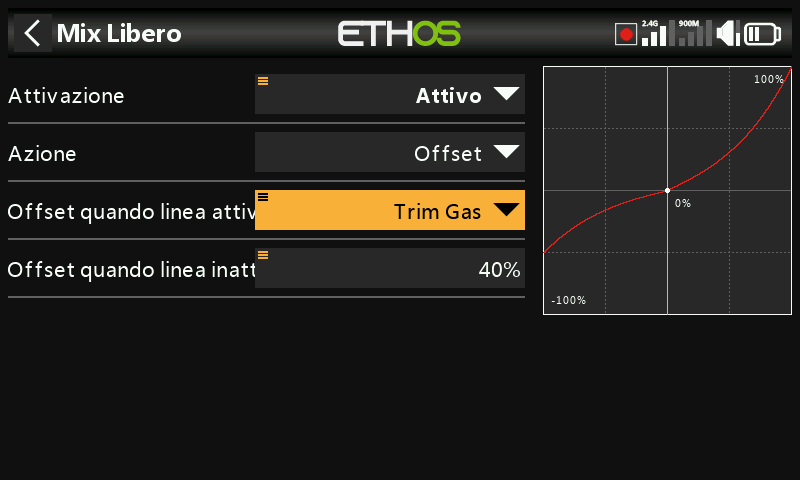 Mix Libero
ETHOS
2.4G
900M
Attivazione
Attivo
Azione
Offset
Offset quando linea attiv
Trim Gas
Offset quando linea inatt
40%
100%
0%
-100%